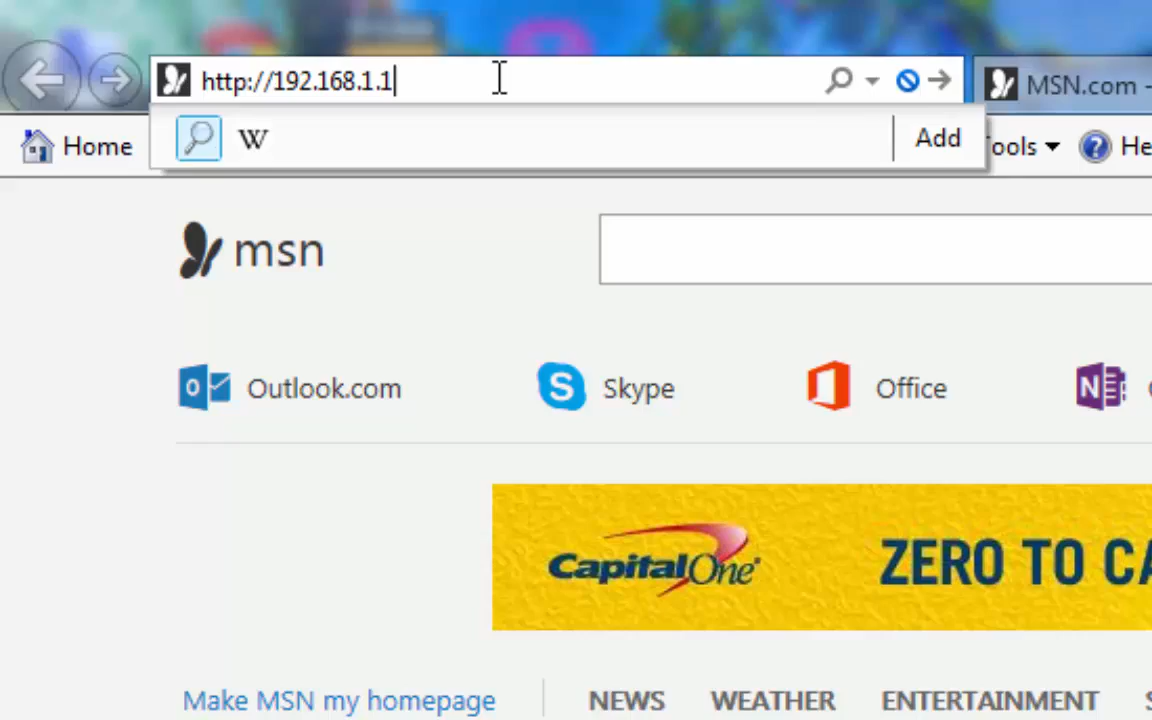 http://192.168.1.1
MSN.com -
W
Add
Home
ools
He
msn
Outlook.com
Skype
Office
CapitalOne
ZERO TO CA
Make MSN my homepage
NEWS
WEATHER
ENTERTAINMENT